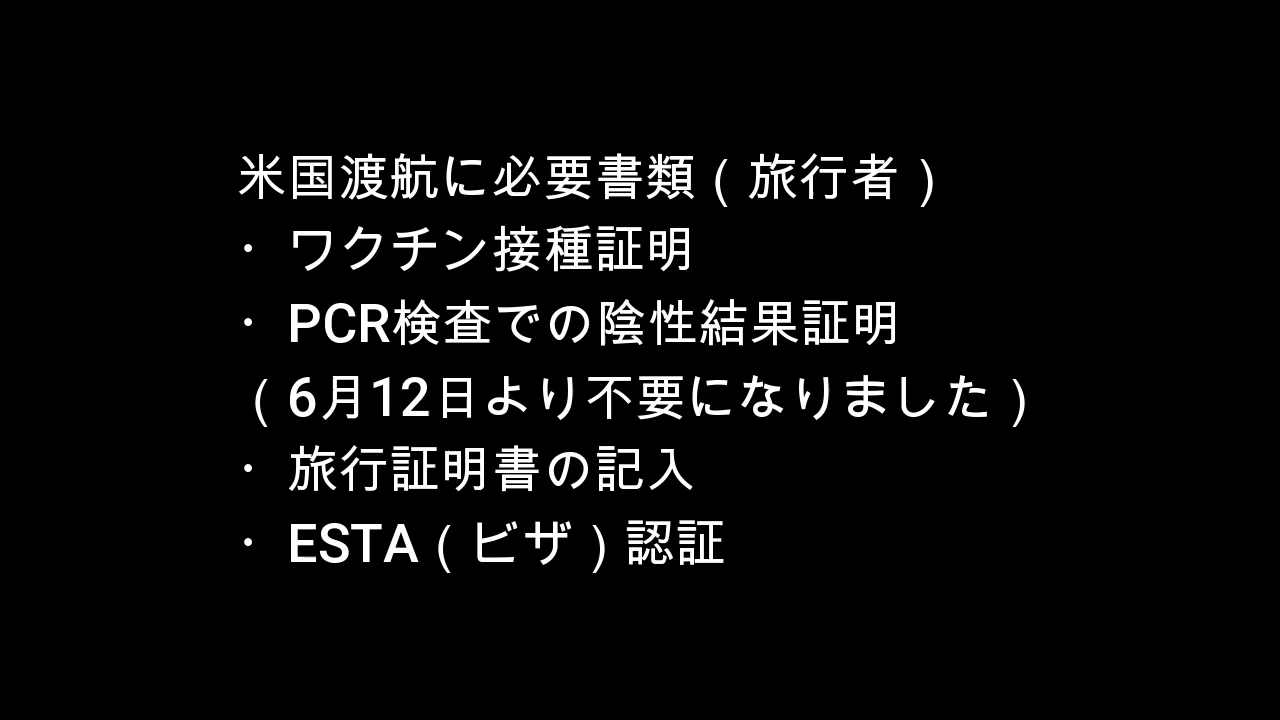 米国渡航に必要書類（旅行者）
・ワクチン接種証明
・PCR検査での陰性結果証明
（6月12日より不要になりました）
・旅行証明書の記入
・ESTA（ビザ）認証